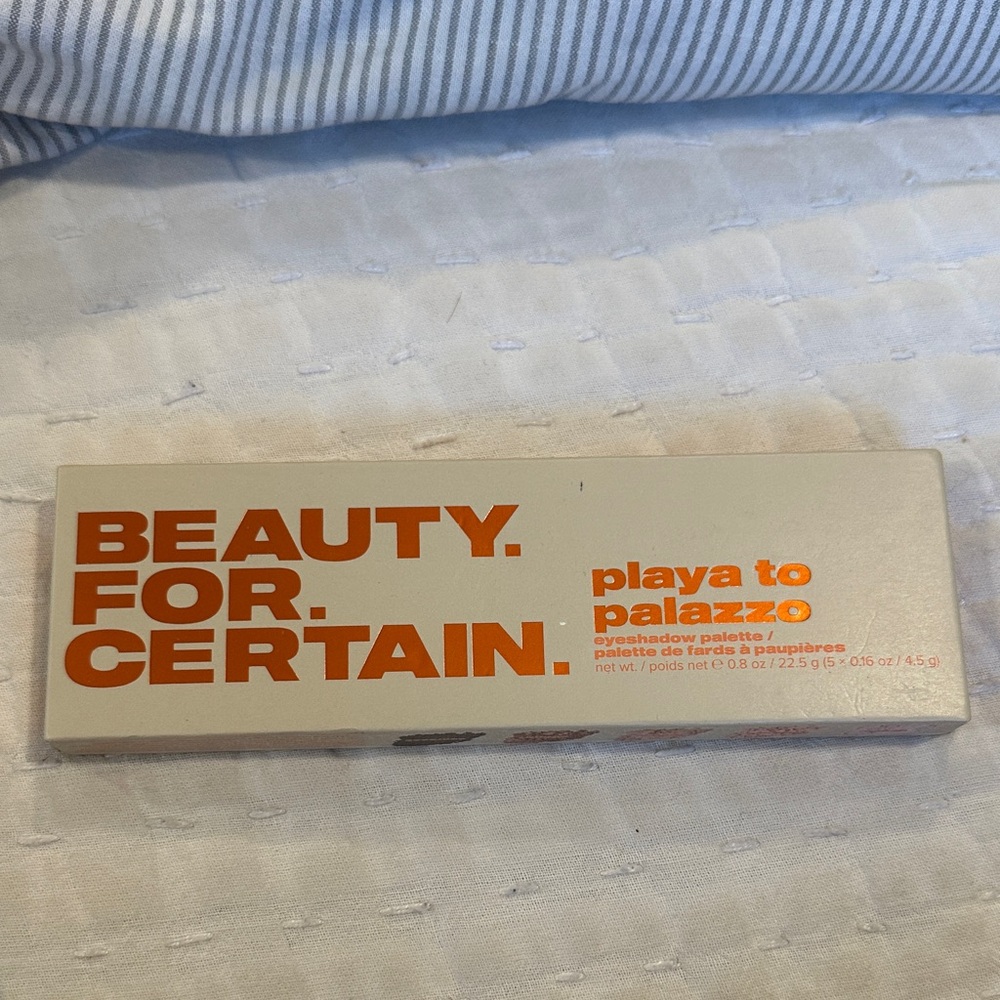 BEAUTY.
FOR.
CERTAIN.
playa to
palazzo
eyeshadow palette /
palette de fards à paupières
net wt. / poids net ℮ 0.8 oz / 22.5 g (5 × 0.16 oz / 4.5 g)